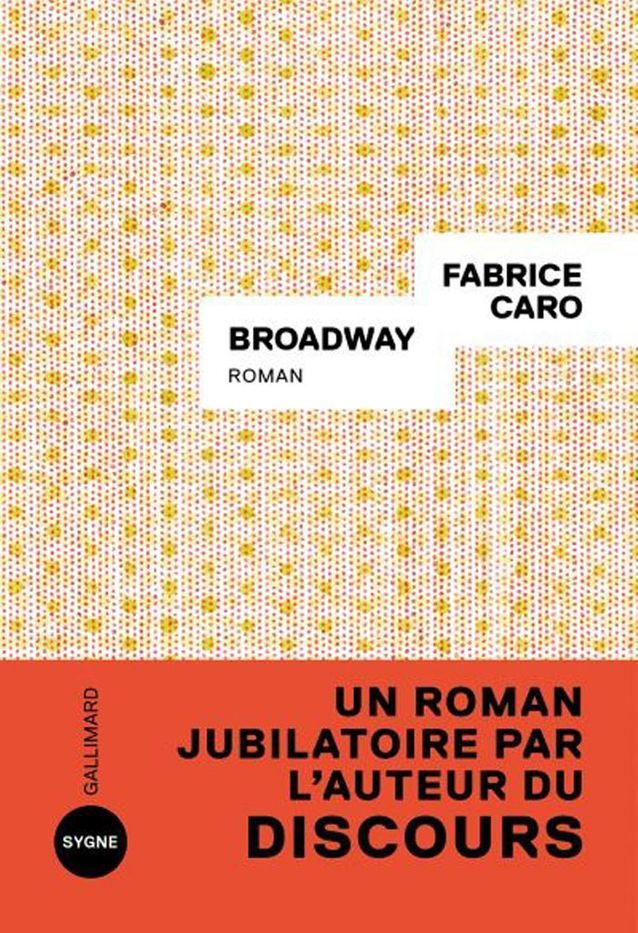 FABRICE
CARO
BROADWAY
ROMAN
GALLIMARD
SYGNE
UN ROMAN
JUBILATOIRE PAR
L'AUTEUR DU
DISCOURS